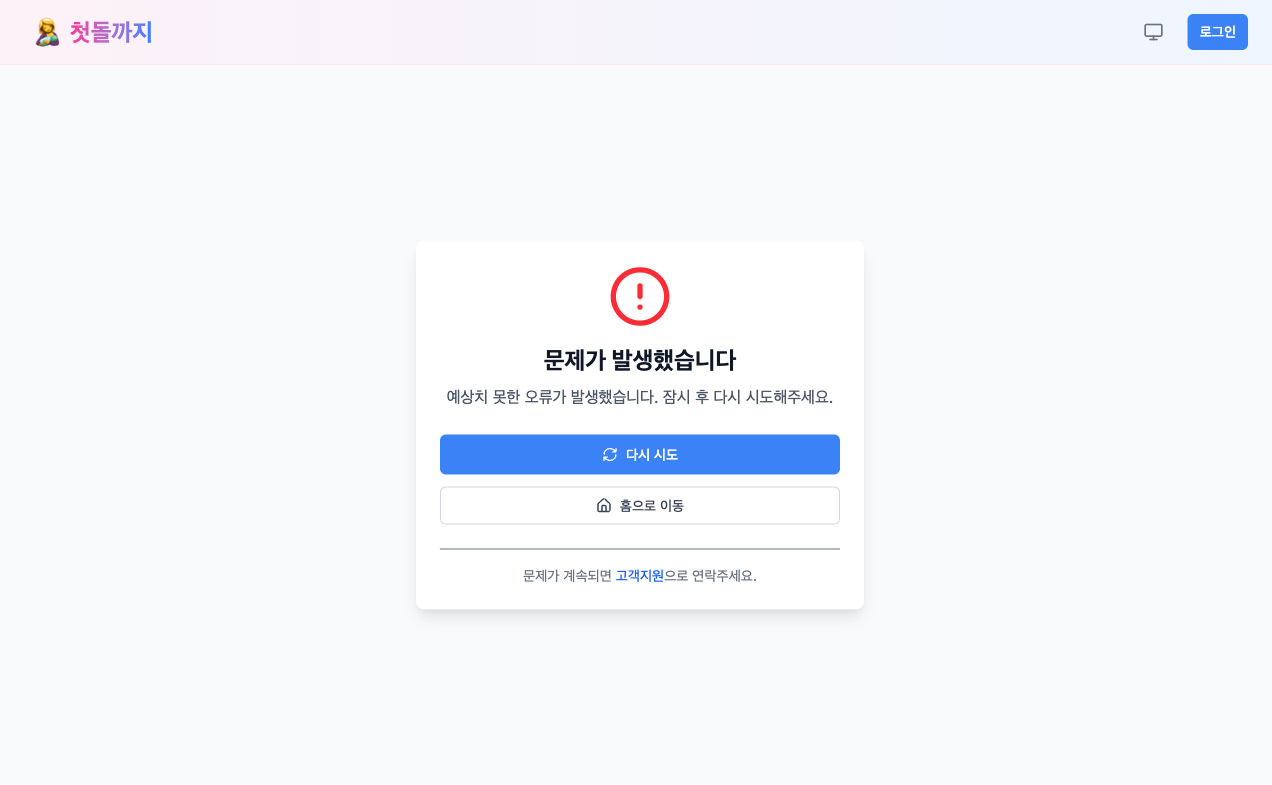 첫돌까지
로그인
문제가 발생했습니다
예상치 못한 오류가 발생했습니다. 잠시 후 다시 시도해주세요.
다시 시도
홈으로 이동
문제가 계속되면 고객지원으로 연락주세요.